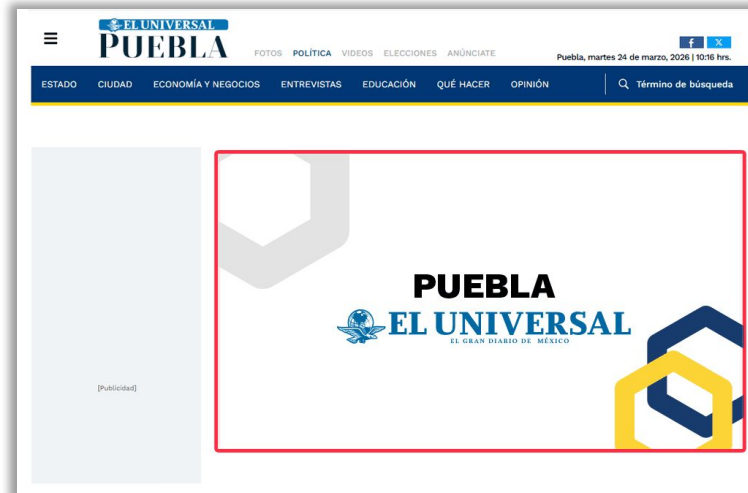 EL UNIVERSAL
PUEBLA
FOTOS POLÍTICA VIDEOS ELECCIONES ANÚNCIATE
f X
Puebla, martes 24 de marzo, 2026 | 10:16 hrs.
ESTADO CIUDAD ECONOMÍA Y NEGOCIOS ENTREVISTAS EDUCACIÓN QUÉ HACER OPINIÓN Término de búsqueda
PUEBLA
EL UNIVERSAL
EL GRAN DIARIO DE MÉXICO
[Publicidad]